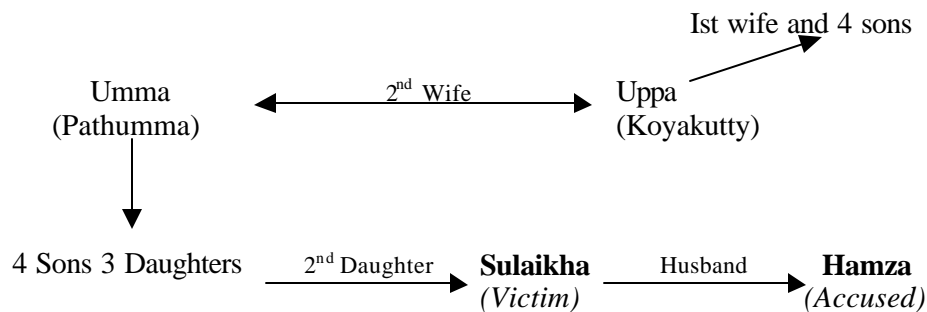 Ist wife and 4 sons
Umma
(Pathumma)
2nd Wife
Uppa
(Koyakutty)
4 Sons 3 Daughters
2nd Daughter
Sulaikha
(Victim)
Husband
Hamza
(Accused)